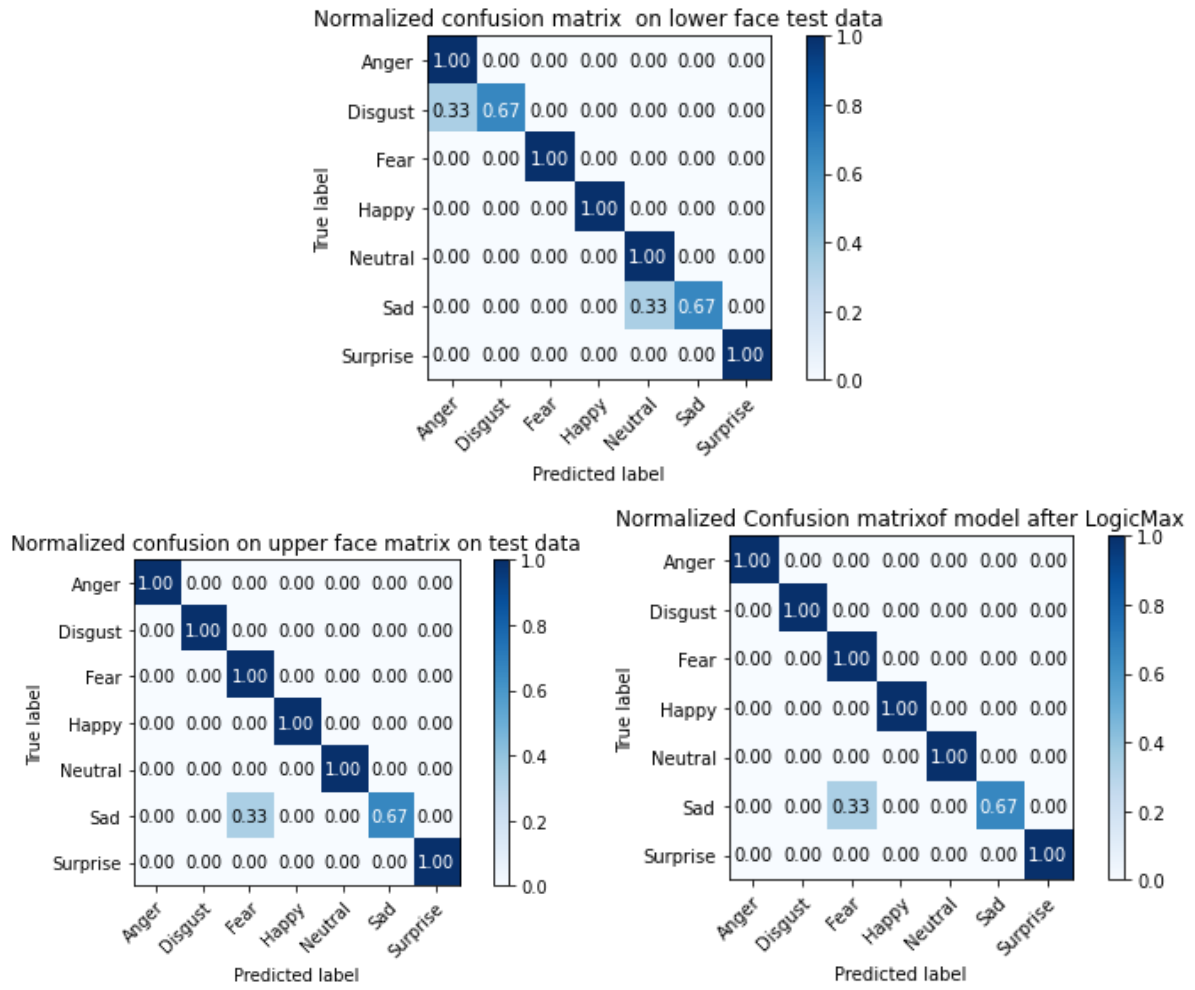 Normalized confusion matrix  on lower face test data
Anger 1.00 0.00 0.00 0.00 0.00 0.00 0.00
Disgust 0.33 0.67 0.00 0.00 0.00 0.00 0.00
Fear 0.00 0.00 1.00 0.00 0.00 0.00 0.00
Happy 0.00 0.00 0.00 1.00 0.00 0.00 0.00
Neutral 0.00 0.00 0.00 0.00 1.00 0.00 0.00
Sad 0.00 0.00 0.00 0.00 0.33 0.67 0.00
Surprise 0.00 0.00 0.00 0.00 0.00 0.00 1.00
True label
Anger Disgust Fear Happy Neutral Sad Surprise
Predicted label
1.0
0.8
0.6
0.4
0.2
0.0
Normalized confusion on upper face matrix on test data
Anger 1.00 0.00 0.00 0.00 0.00 0.00 0.00
Disgust 0.00 1.00 0.00 0.00 0.00 0.00 0.00
Fear 0.00 0.00 1.00 0.00 0.00 0.00 0.00
Happy 0.00 0.00 0.00 1.00 0.00 0.00 0.00
Neutral 0.00 0.00 0.00 0.00 1.00 0.00 0.00
Sad 0.00 0.00 0.33 0.00 0.00 0.67 0.00
Surprise 0.00 0.00 0.00 0.00 0.00 0.00 1.00
True label
Anger Disgust Fear Happy Neutral Sad Surprise
Predicted label
1.0
0.8
0.6
0.4
0.2
0.0
Normalized Confusion matrixof model after LogicMax
Anger 1.00 0.00 0.00 0.00 0.00 0.00 0.00
Disgust 0.00 1.00 0.00 0.00 0.00 0.00 0.00
Fear 0.00 0.00 1.00 0.00 0.00 0.00 0.00
Happy 0.00 0.00 0.00 1.00 0.00 0.00 0.00
Neutral 0.00 0.00 0.00 0.00 1.00 0.00 0.00
Sad 0.00 0.00 0.33 0.00 0.00 0.67 0.00
Surprise 0.00 0.00 0.00 0.00 0.00 0.00 1.00
True label
Anger Disgust Fear Happy Neutral Sad Surprise
Predicted label
1.0
0.8
0.6
0.4
0.2
0.0